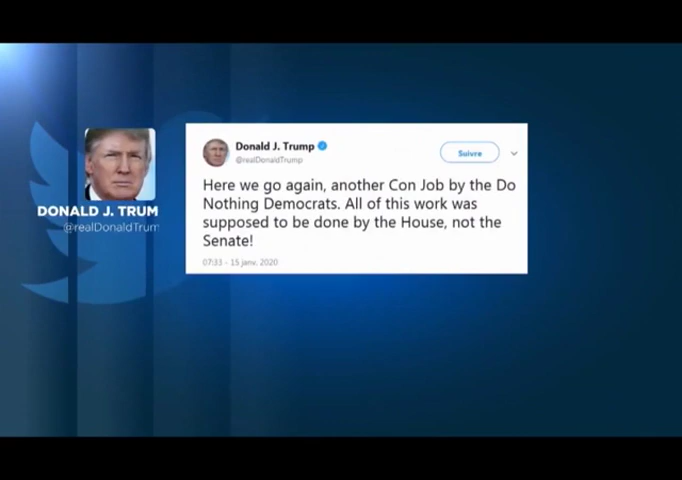 Donald J. Trump
@realDonaldTrump
Suivre
Here we go again, another Con Job by the Do
Nothing Democrats. All of this work was
supposed to be done by the House, not the
Senate!
07:33 - 15 janv. 2020
DONALD J. TRUM
@realDonaldTrum